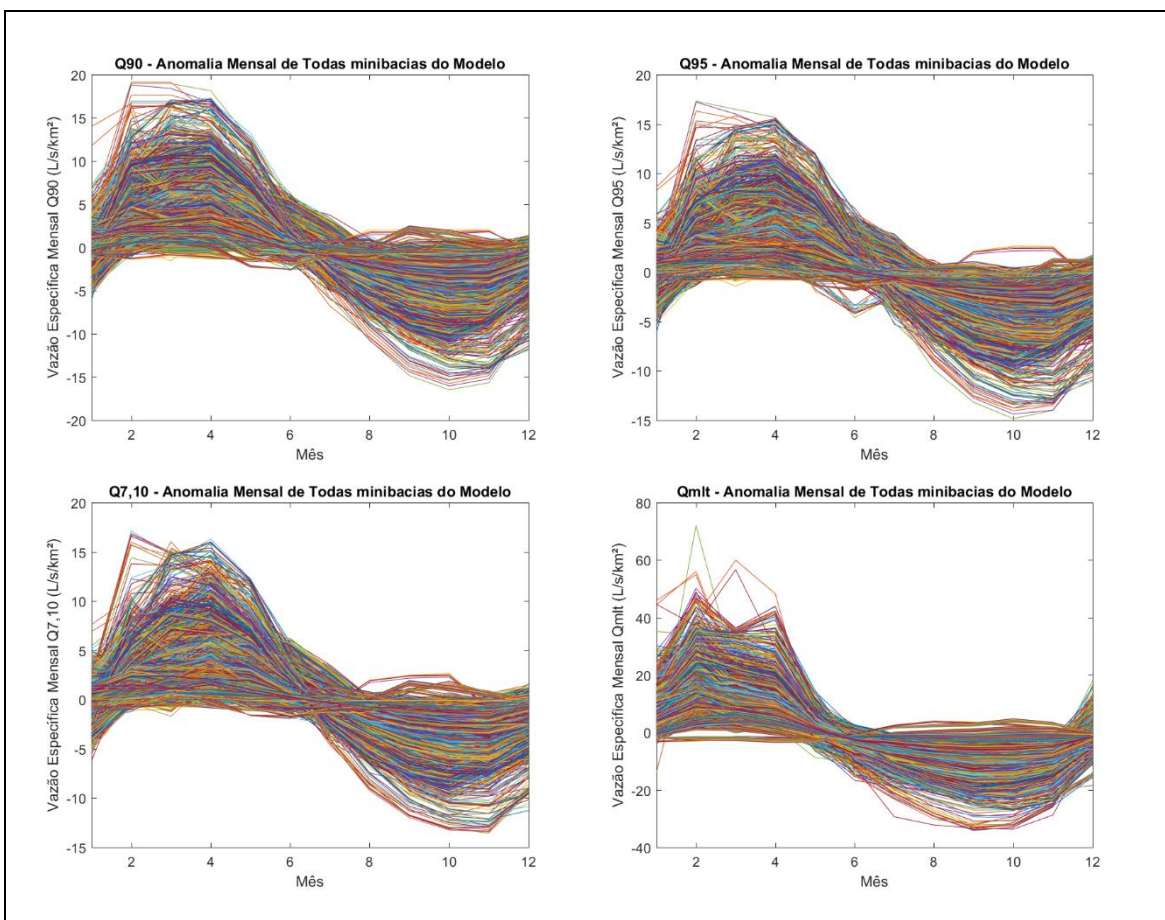 Q90 - Anomalia Mensal de Todas minibacias do Modelo
Vazão Específica Mensal Q90 (L/s/km²)
20
15
10
5
0
-5
-10
-15
-20
2 4 6 8 10 12
Mês
Q95 - Anomalia Mensal de Todas minibacias do Modelo
Vazão Específica Mensal Q95 (L/s/km²)
20
15
10
5
0
-5
-10
-15
2 4 6 8 10 12
Mês
Q7,10 - Anomalia Mensal de Todas minibacias do Modelo
Vazão Específica Mensal Q7,10 (L/s/km²)
20
15
10
5
0
-5
-10
-15
2 4 6 8 10 12
Mês
Qmlt - Anomalia Mensal de Todas minibacias do Modelo
Vazão Específica Mensal Qmlt (L/s/km²)
80
60
40
20
0
-20
-40
2 4 6 8 10 12
Mês